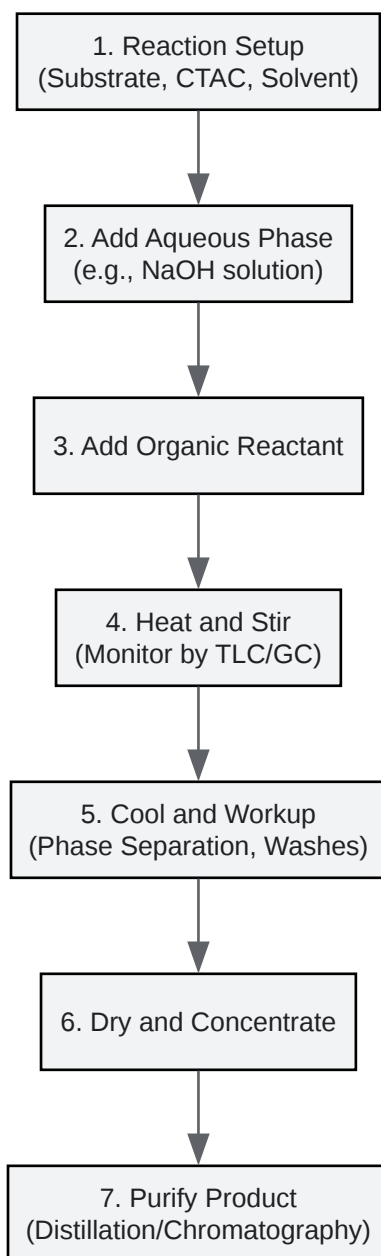 1. Reaction Setup
(Substrate, CTAC, Solvent)
2. Add Aqueous Phase
(e.g., NaOH solution)
3. Add Organic Reactant
4. Heat and Stir
(Monitor by TLC/GC)
5. Cool and Workup
(Phase Separation, Washes)
6. Dry and Concentrate
7. Purify Product
(Distillation/Chromatography)